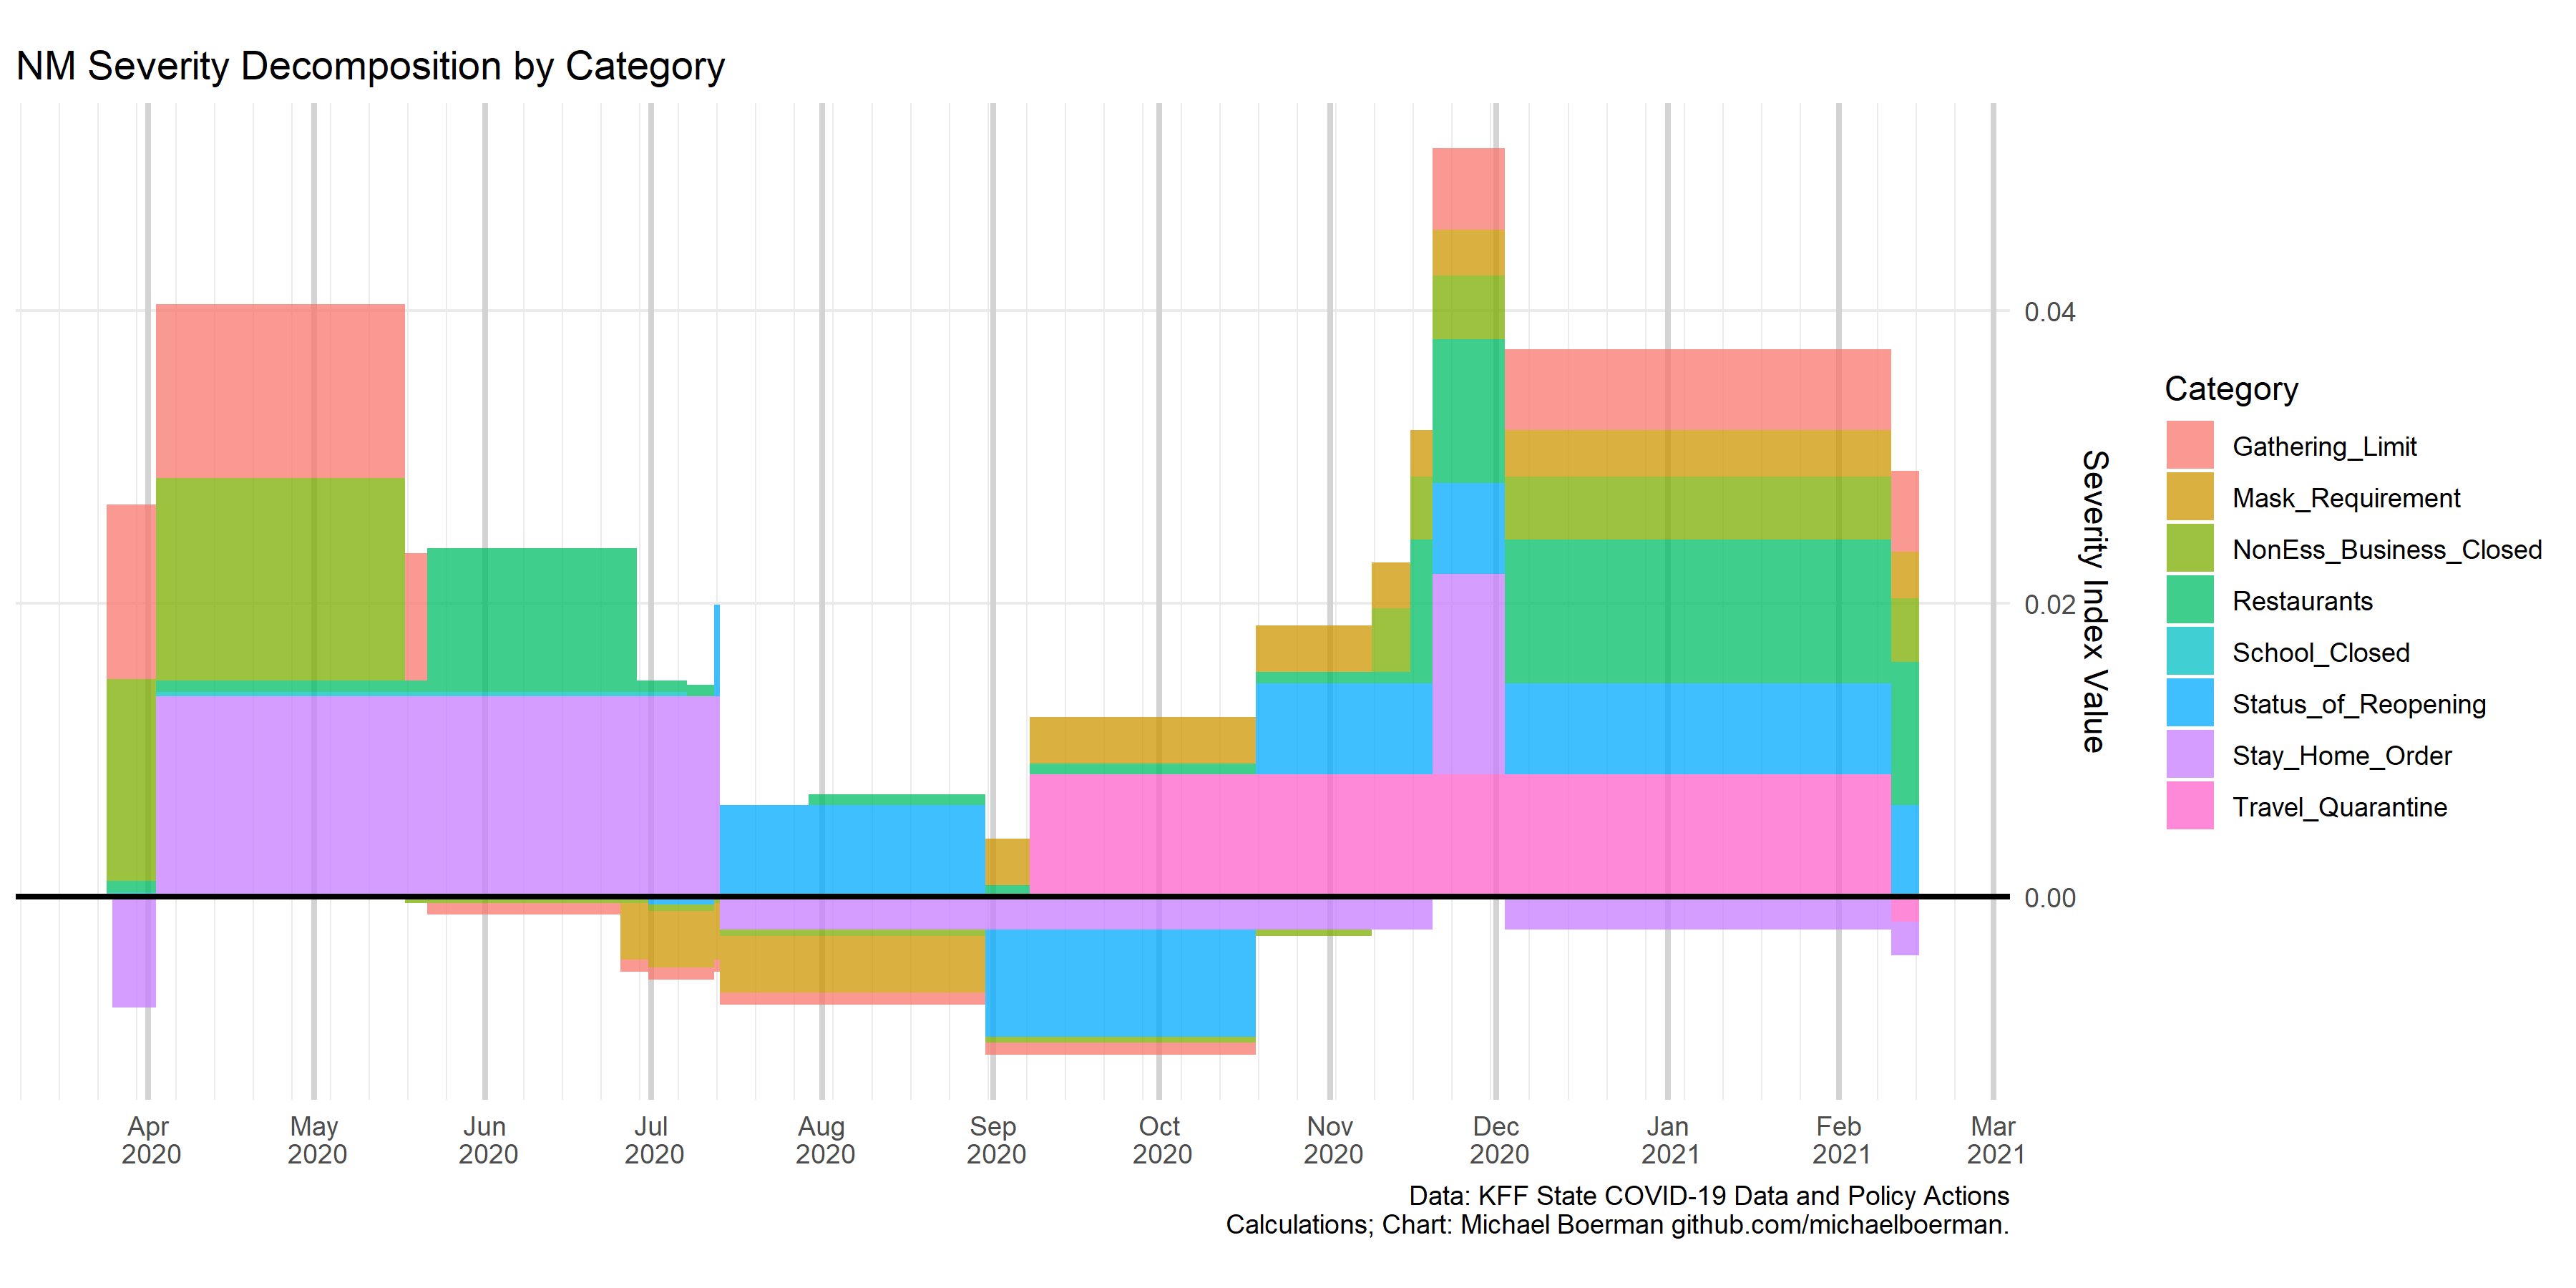 NM Severity Decomposition by Category
0.04
0.02
0.00
Severity Index Value
Category
Gathering_Limit
Mask_Requirement
NonEss_Business_Closed
Restaurants
School_Closed
Status_of_Reopening
Stay_Home_Order
Travel_Quarantine
Apr 2020
May 2020
Jun 2020
Jul 2020
Aug 2020
Sep 2020
Oct 2020
Nov 2020
Dec 2020
Jan 2021
Feb 2021
Mar 2021
Data: KFF State COVID-19 Data and Policy Actions
Calculations; Chart: Michael Boerman github.com/michaelboerman.